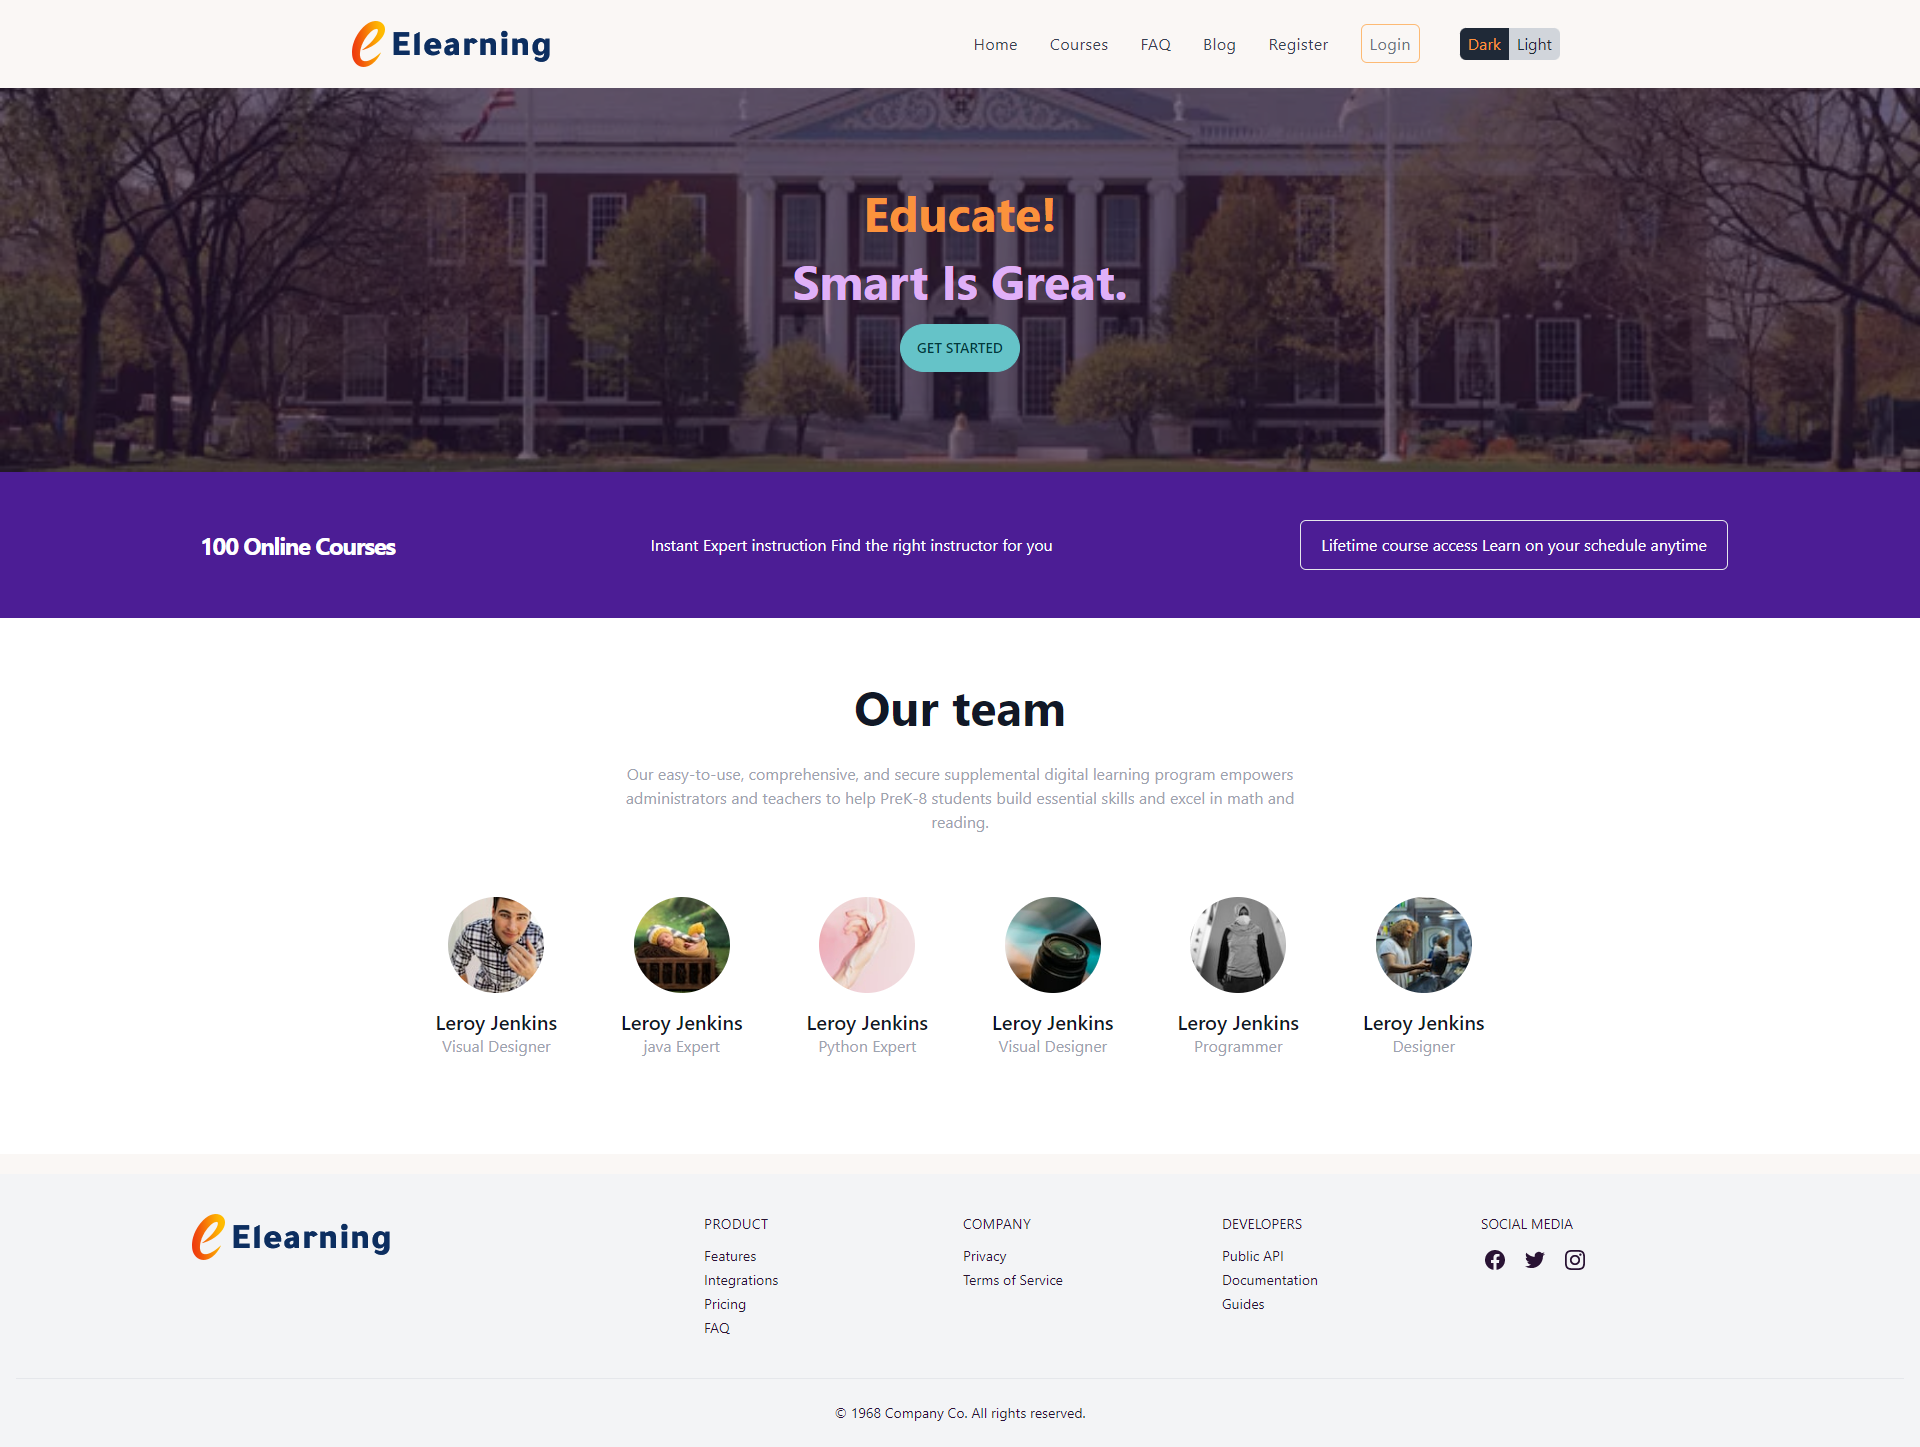 Elearning
Home
Courses
FAQ
Blog
Register
Login
Dark
Light
Educate!
Smart Is Great.
GET STARTED
100 Online Courses
Instant Expert instruction Find the right instructor for you
Lifetime course access Learn on your schedule anytime
Our team
Our easy-to-use, comprehensive, and secure supplemental digital learning program empowers
administrators and teachers to help PreK-8 students build essential skills and excel in math and
reading.
Leroy Jenkins
Visual Designer
Leroy Jenkins
java Expert
Leroy Jenkins
Python Expert
Leroy Jenkins
Visual Designer
Leroy Jenkins
Programmer
Leroy Jenkins
Designer
Elearning
PRODUCT
Features
Integrations
Pricing
FAQ
COMPANY
Privacy
Terms of Service
DEVELOPERS
Public API
Documentation
Guides
SOCIAL MEDIA
© 1968 Company Co. All rights reserved.